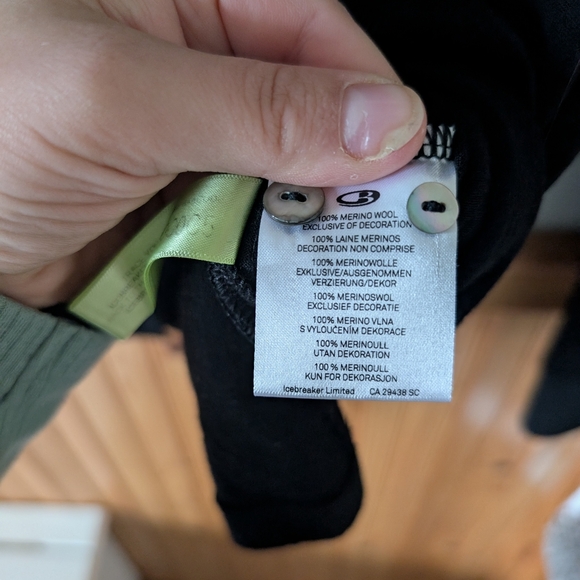 100% MERINO WOOL
EXCLUSIVE OF DECORATION
100% LAINE MERINOS
DECORATION NON COMPRISE
100% MERINOWOLLE
EXKLUSIVE/AUSGENOMMEN
VERZIERUNG/DEKOR
100% MERINOSWOL
EXCLUSIEF DECORATIE
100% MERINO VLNA
S VYLOUČENÍM DEKORACE
100% MERINOULL
UTAN DEKORATION
100% MERINOULL
KUN FOR DEKORASJON
Icebreaker Limited CA 29438 SC